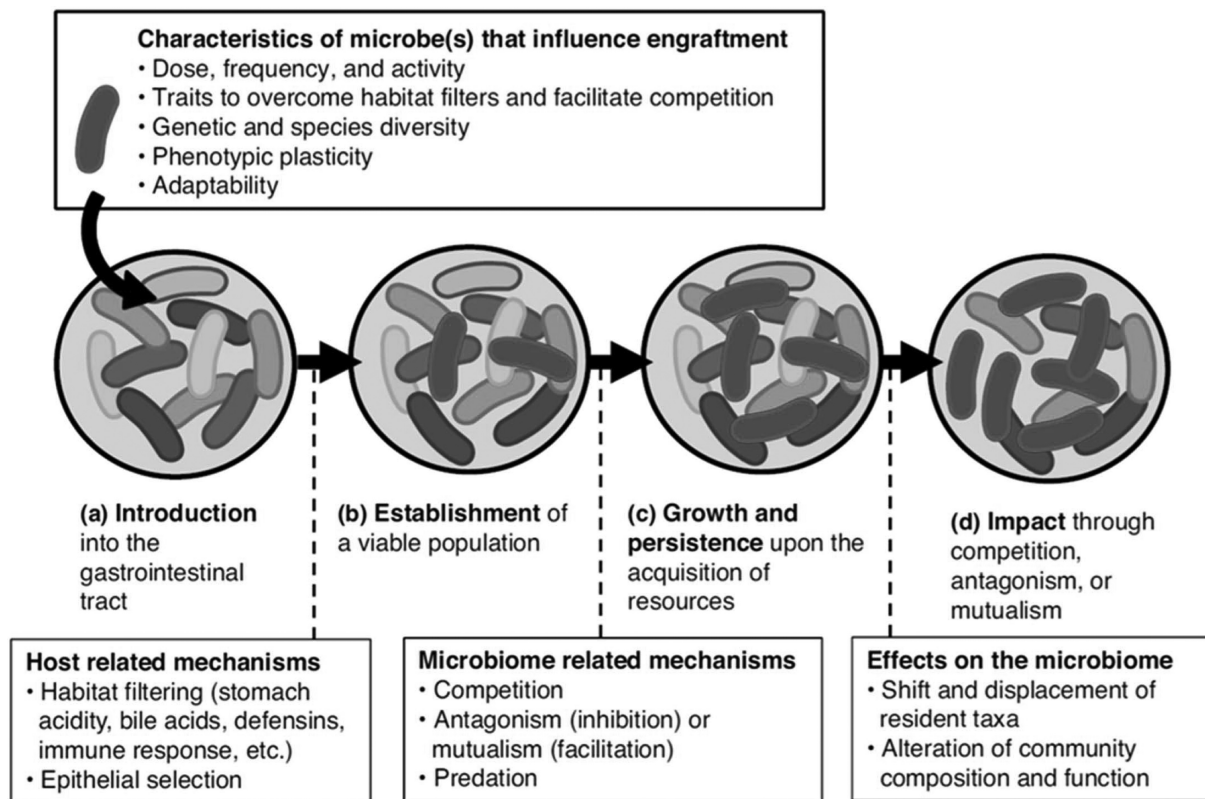 Characteristics of microbe(s) that influence engraftment
• Dose, frequency, and activity
• Traits to overcome habitat filters and facilitate competition
• Genetic and species diversity
• Phenotypic plasticity
• Adaptability
(a) Introduction
into the
gastrointestinal
tract
(b) Establishment of
a viable population
(c) Growth and
persistence upon the
acquisition of
resources
(d) Impact through
competition,
antagonism, or
mutualism
Host related mechanisms
• Habitat filtering (stomach
acidity, bile acids, defensins,
immune response, etc.)
• Epithelial selection
Microbiome related mechanisms
• Competition
• Antagonism (inhibition) or
mutualism (facilitation)
• Predation
Effects on the microbiome
• Shift and displacement of
resident taxa
• Alteration of community
composition and function